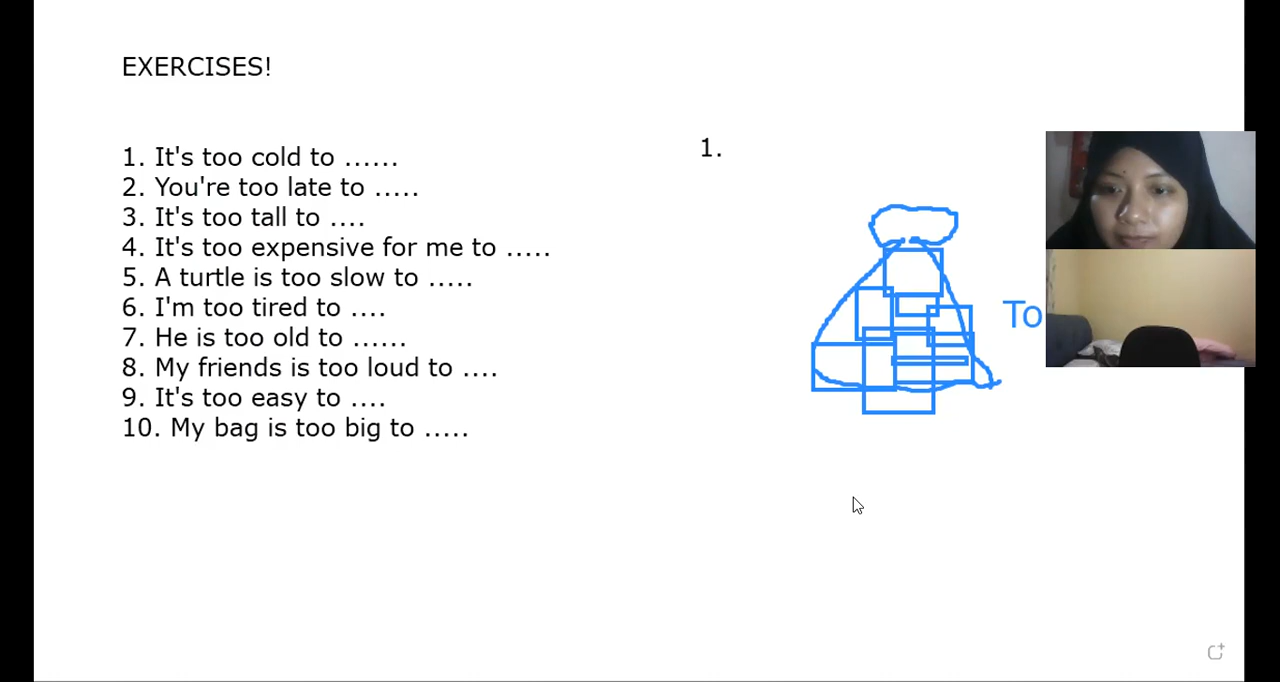 EXERCISES!
1. It's too cold to ......
2. You're too late to .....
3. It's too tall to ....
4. It's too expensive for me to .....
5. A turtle is too slow to .....
6. I'm too tired to ....
7. He is too old to ......
8. My friends is too loud to ....
9. It's too easy to ....
10. My bag is too big to .....
1.
To